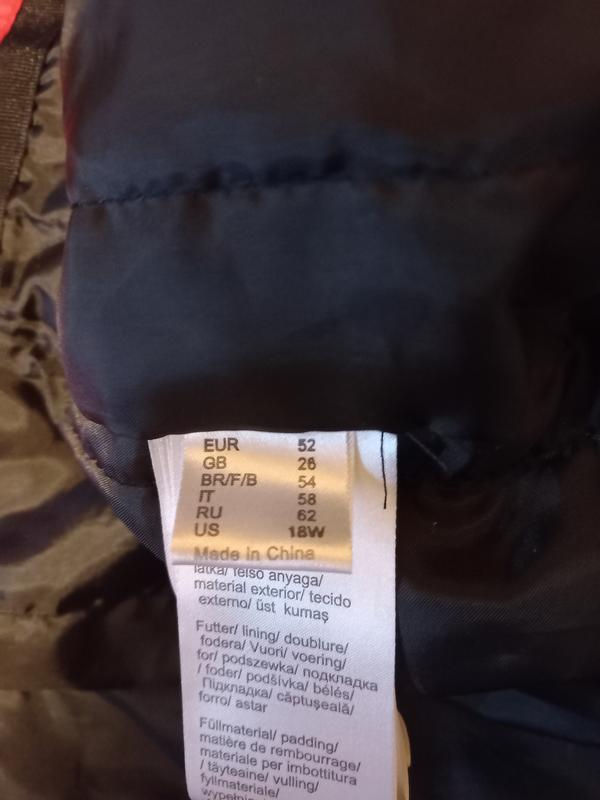 EUR 52
GB 26
BR/F/B 54
IT 58
RU 62
US 18W
Made in China
látka/ felső anyaga/
material exterior/ tecido
externo/ üst kumaş
Futter/ lining/ doublure/
fodera/ Vuori/ voering/
for/ podszewka/ подкладка
/ foder/ podšívka/ bélés/
Підкладка/ căptușeală/
forro/ astar
Füllmaterial/ padding/
matière de rembourrage/
materiale per imbottitura
/ täyteaine/ vulling/
fyllmateriale/